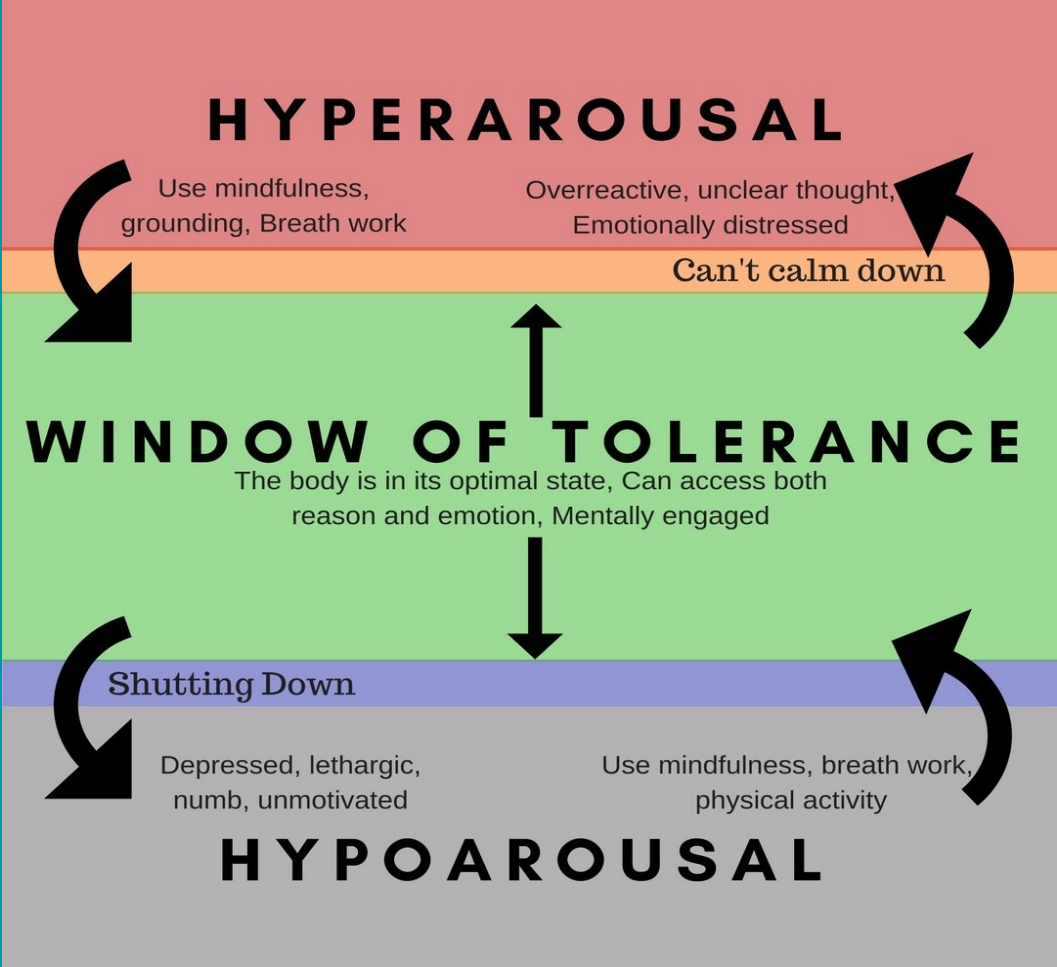 HYPERAROUSAL
Use mindfulness,
grounding, Breath work
Overreactive, unclear thought,
Emotionally distressed
Can't calm down
WINDOW OF TOLERANCE
The body is in its optimal state, Can access both
reason and emotion, Mentally engaged
Shutting Down
Depressed, lethargic,
numb, unmotivated
Use mindfulness, breath work,
physical activity
HYPOAROUSAL